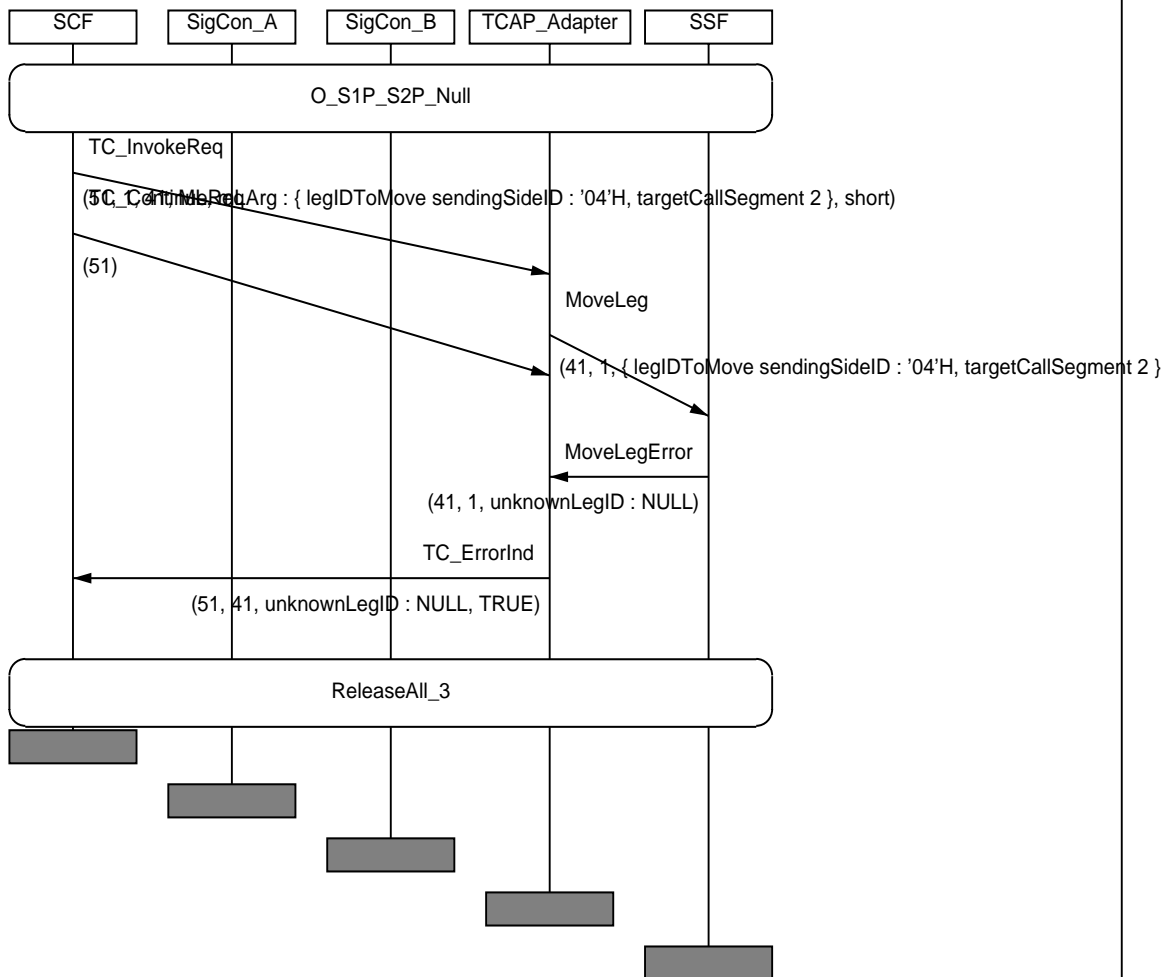 SCF SigCon_A SigCon_B TCAP_Adapter SSF
O_S1P_S2P_Null
TC_InvokeReq
TC_ContinueReq
legIDToMove sendingSideID : '04'H, targetCallSegment 2 }, short)
(51)
MoveLeg
(41, 1, { legIDToMove sendingSideID : '04'H, targetCallSegment 2 }
MoveLegError
(41, 1, unknownLegID : NULL)
TC_ErrorInd
(51, 41, unknownLegID : NULL, TRUE)
ReleaseAll_3